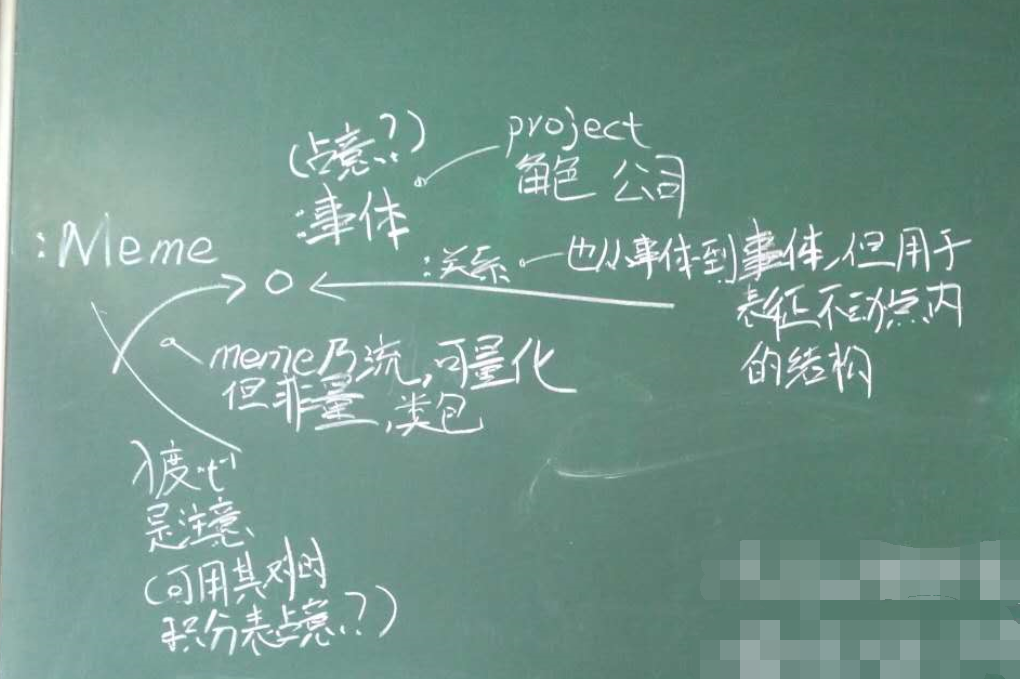 (占意??)
:事体
project
角色 公司
:Meme
:关系
也从事体到事体,但用于
表征不动点内
的结构
meme乃流,可量化
但非量,类包
入度·t⁻¹
是注意
(可用其对时
积分表占意?)